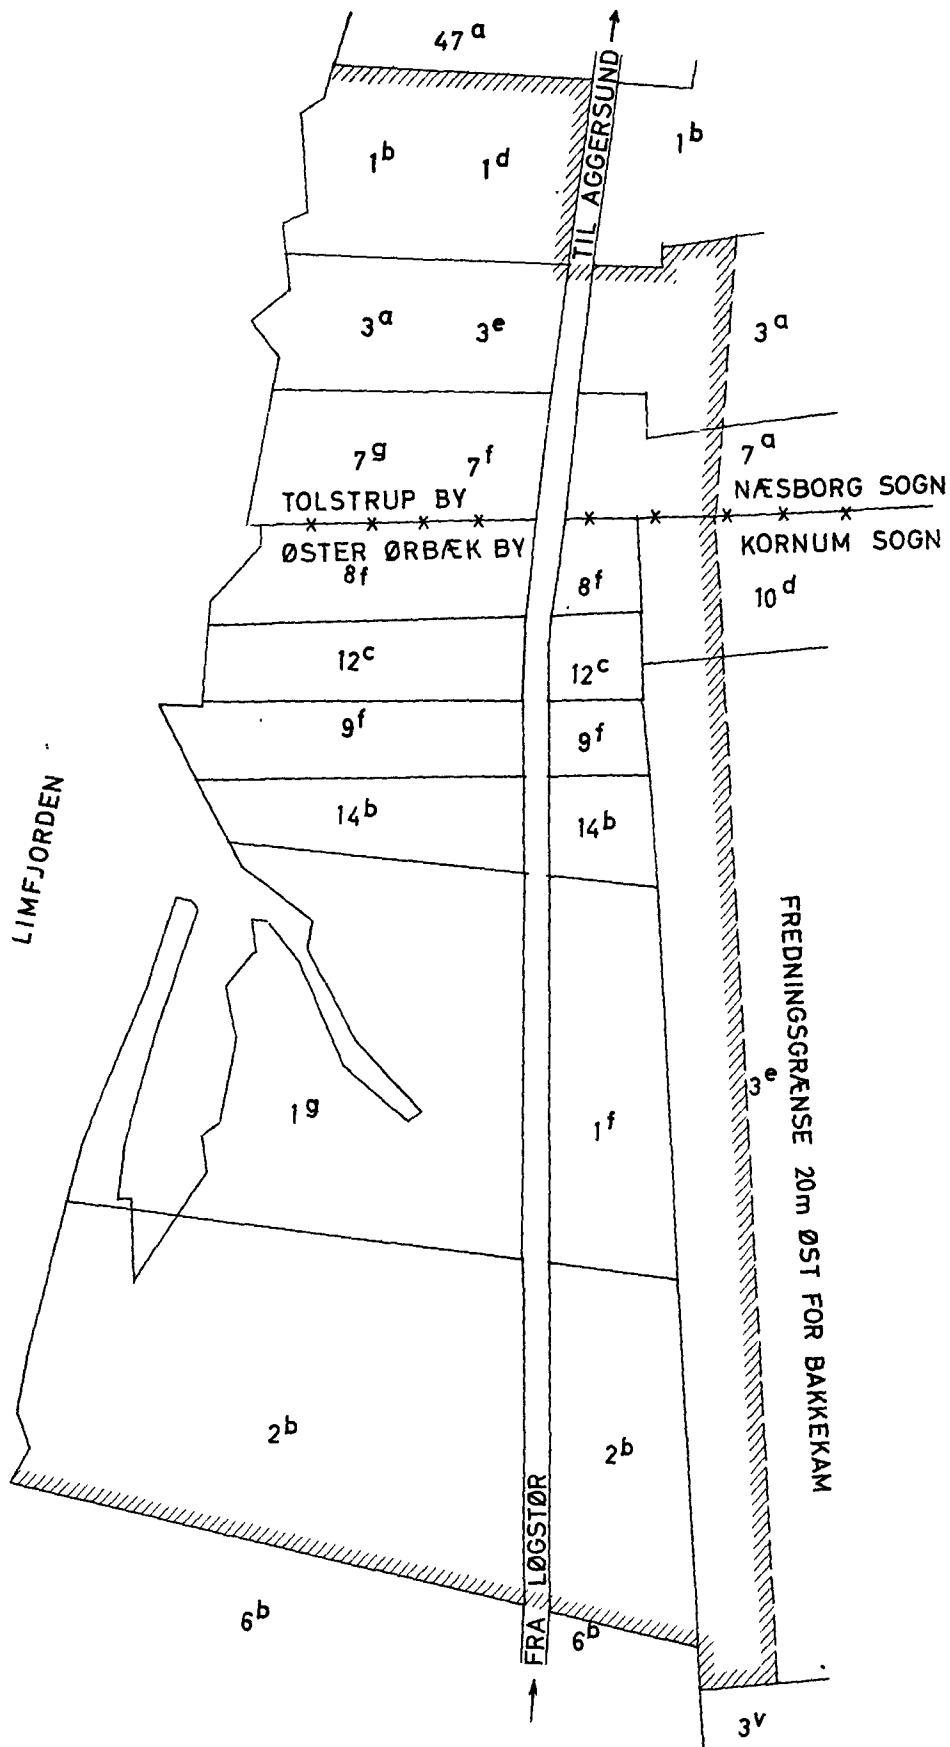 47ᵃ
1ᵇ 1ᵈ 1ᵇ
TIL AGGERSUND
3ᵃ 3ᵉ 3ᵃ
7ᵍ 7ᶠ 7ᵃ
TOLSTRUP BY NÆSBORG SOGN
ØSTER ØRBÆK BY KORNUM SOGN
8f 8ᶠ 10ᵈ
12ᶜ 12ᶜ
9ᶠ 9ᶠ
14ᵇ 14ᵇ
LIMFJORDEN
FREDNINGSGRÆNSE 20m ØST FOR BAKKEKAM
3ᵉ
1ᵍ 1ᶠ
2ᵇ 2ᵇ
FRA LØGSTØR
6ᵇ 6ᵇ
3ᵛ